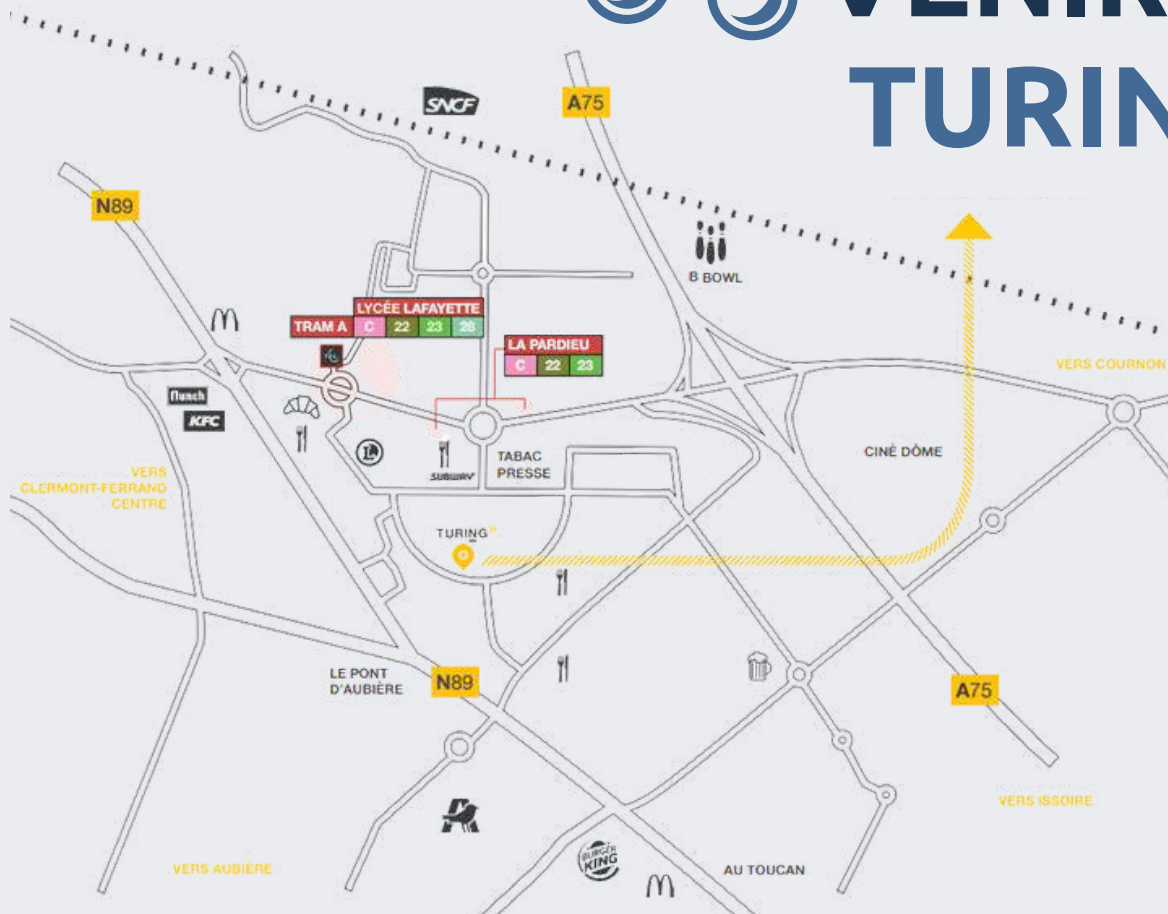 VENIR
TURIN
SNCF
A75
N89
B BOWL
LYCÉE LAFAYETTE
TRAM A C 22 23 28
LA PARDIEU
C 22 23
VERS COURNON
flunch
KFC
VERS
CLERMONT-FERRAND
CENTRE
L
SUBWAY
TABAC
PRESSE
CINÉ DÔME
TURING
LE PONT
D'AUBIÈRE
N89
A75
VERS ISSOIRE
VERS AUBIÈRE
BURGER
KING
AU TOUCAN